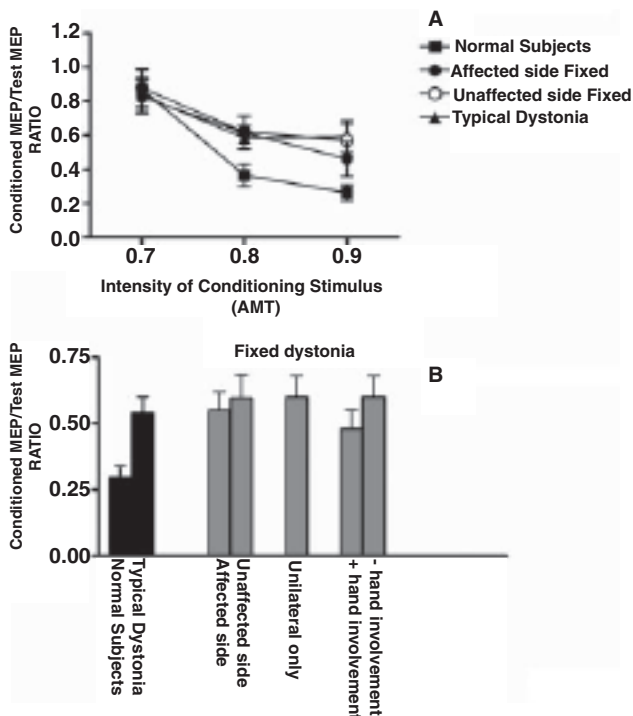 A
Conditioned MEP/Test MEP
RATIO
1.2
1.0
0.8
0.6
0.4
0.2
0.0
0.7
0.8
0.9
Intensity of Conditioning Stimulus
(AMT)
Normal Subjects
Affected side Fixed
Unaffected side Fixed
Typical Dystonia
B
Fixed dystonia
Conditioned MEP/Test MEP
RATIO
0.75
0.50
0.25
0.00
Normal Subjects
Typical Dystonia
Affected side
Unaffected side
Unilateral only
+ hand involvement
- hand involvement